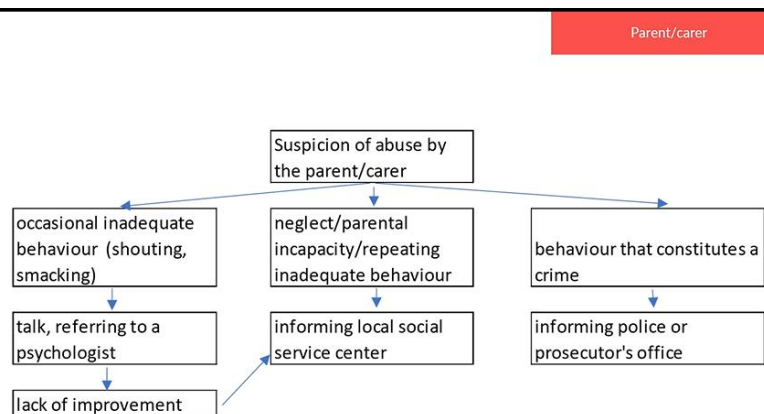 Parent/carer
Suspicion of abuse by
the parent/carer
occasional inadequate
behaviour (shouting,
smacking)
neglect/parental
incapacity/repeating
inadequate behaviour
behaviour that constitutes a
crime
talk, referring to a
psychologist
informing local social
service center
informing police or
prosecutor's office
lack of improvement